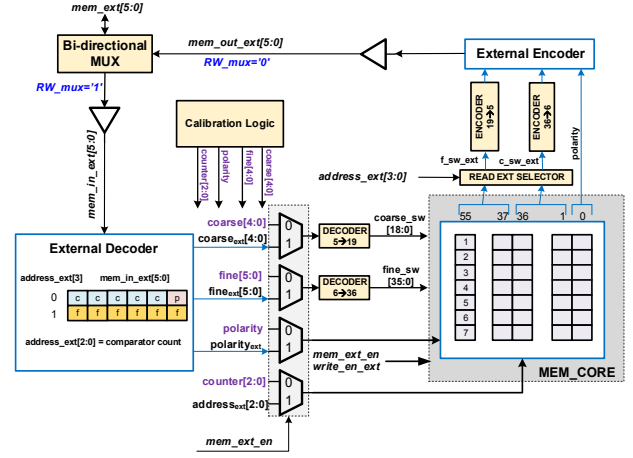 mem_ext[5:0]
Bi-directional
MUX
mem_out_ext[5:0]
RW_mux='0'
External Encoder
RW_mux='1'
mem_in_ext[5:0]
Calibration Logic
counter[2:0]
polarity
fine[4:0]
coarse[4:0]
ENCODER
19→5
ENCODER
36→6
polarity
f_sw_ext
c_sw_ext
address_ext[3:0]
READ EXT SELECTOR
55
37
36
1
0
External Decoder
address_ext[3]
mem_in_ext[5:0]
0
c
c
c
c
c
p
1
f
f
f
f
f
f
address_ext[2:0] = comparator count
coarse[4:0]
coarseext[4:0]
0
1
DECODER
5→19
coarse_sw
[18:0]
fine[5:0]
fineext[5:0]
0
1
DECODER
6→36
fine_sw
[35:0]
polarity
polarityext
0
1
counter[2:0]
addressext[2:0]
0
1
mem_ext_en
mem_ext_en
write_en_ext
1
2
3
4
5
6
7
MEM_CORE